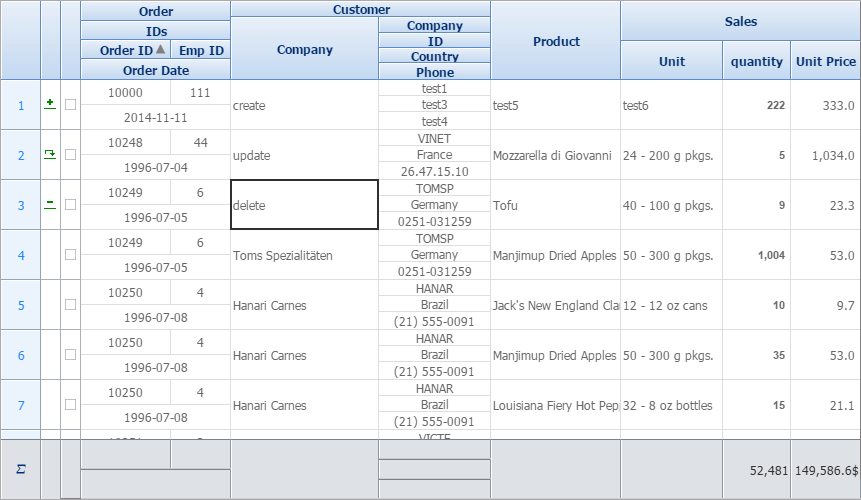 Order Customer Sales
IDs Company
Order ID Emp ID Company ID Product
Country Unit quantity Unit Price
Order Date Phone
10000 111 test1
1 create test3 test5 test6 222 333.0
2014-11-11 test4
10248 44 VINET
2 update France Mozzarella di Giovanni 24 - 200 g pkgs. 5 1,034.0
1996-07-04 26.47.15.10
10249 6 TOMSP
3 delete Germany Tofu 40 - 100 g pkgs. 9 23.3
1996-07-05 0251-031259
10249 6 TOMSP
4 Toms Spezialitäten Germany Manjimup Dried Apples 50 - 300 g pkgs. 1,004 53.0
1996-07-05 0251-031259
10250 4 HANAR
5 Hanari Carnes Brazil Jack's New England Cla 12 - 12 oz cans 10 9.7
1996-07-08 (21) 555-0091
10250 4 HANAR
6 Hanari Carnes Brazil Manjimup Dried Apples 50 - 300 g pkgs. 35 53.0
1996-07-08 (21) 555-0091
10250 4 HANAR
7 Hanari Carnes Brazil Louisiana Fiery Hot Pep 32 - 8 oz bottles 15 21.1
1996-07-08 (21) 555-0091
Σ 52,481 149,586.6$